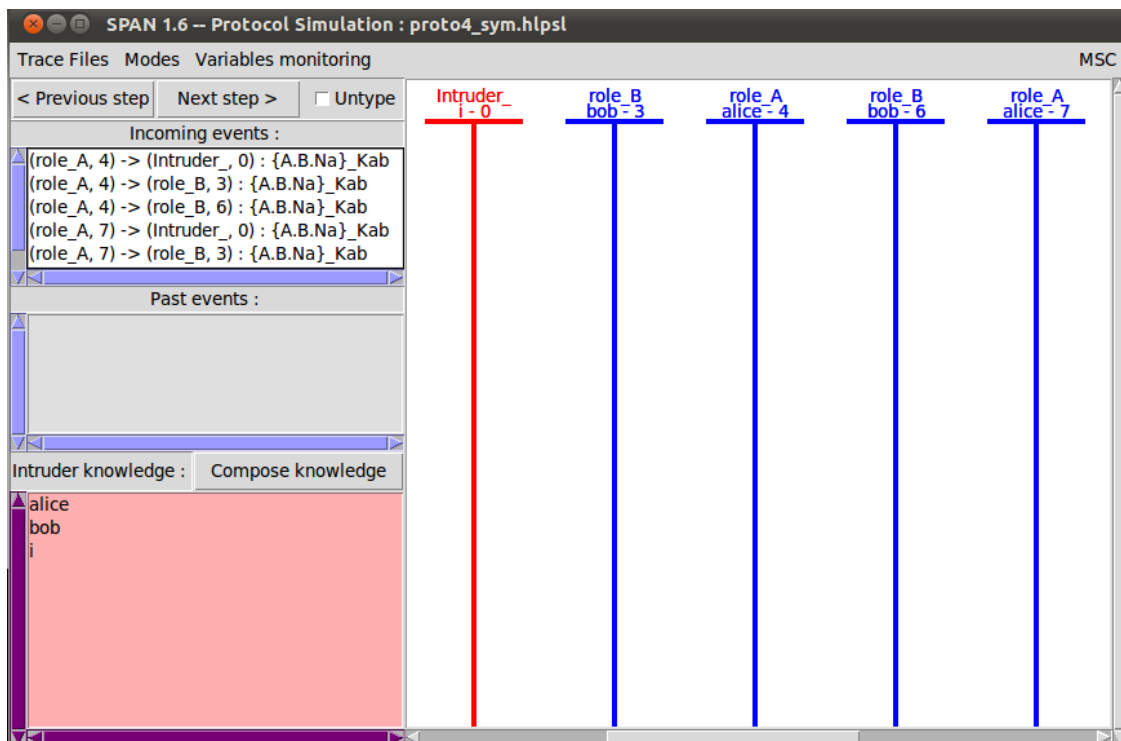 SPAN 1.6 -- Protocol Simulation : proto4_sym.hlpsl
Trace Files Modes Variables monitoring MSC
< Previous step Next step > Untype
Incoming events :
(role_A, 4) -> (Intruder_, 0) : {A.B.Na}_Kab
(role_A, 4) -> (role_B, 3) : {A.B.Na}_Kab
(role_A, 4) -> (role_B, 6) : {A.B.Na}_Kab
(role_A, 7) -> (Intruder_, 0) : {A.B.Na}_Kab
(role_A, 7) -> (role_B, 3) : {A.B.Na}_Kab
Past events :
Intruder knowledge : Compose knowledge
alice
bob
i
Intruder_ role_B role_A role_B role_A
i - 0 bob - 3 alice - 4 bob - 6 alice - 7